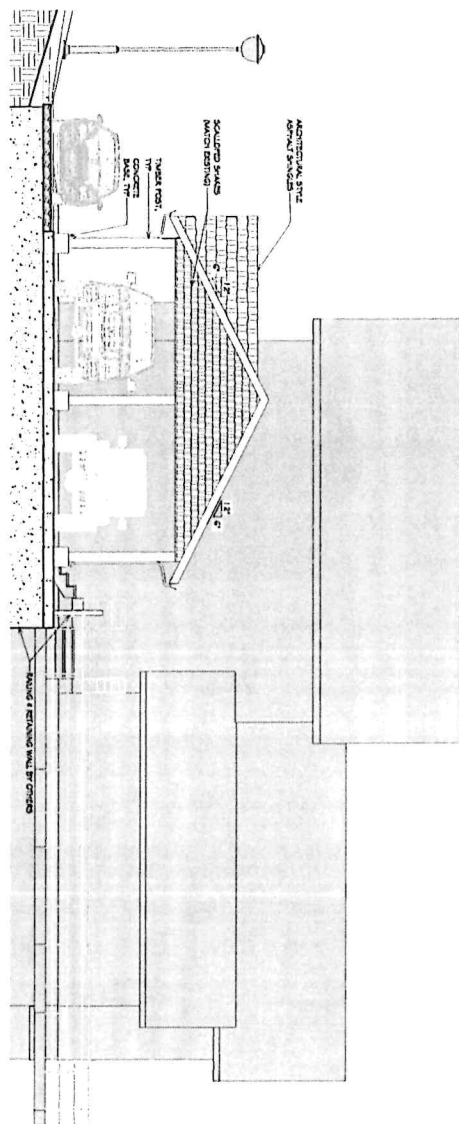 ARCHITECTURAL STYLE
ASPHALT SHINGLES
SCALLOPED SHAKES
(MATCH EXISTING)
TIMBER POST,
TYP
CONCRETE
BASE, TYP
12"
6"
12"
6"
RAILING & RETAINING WALL BY OTHERS